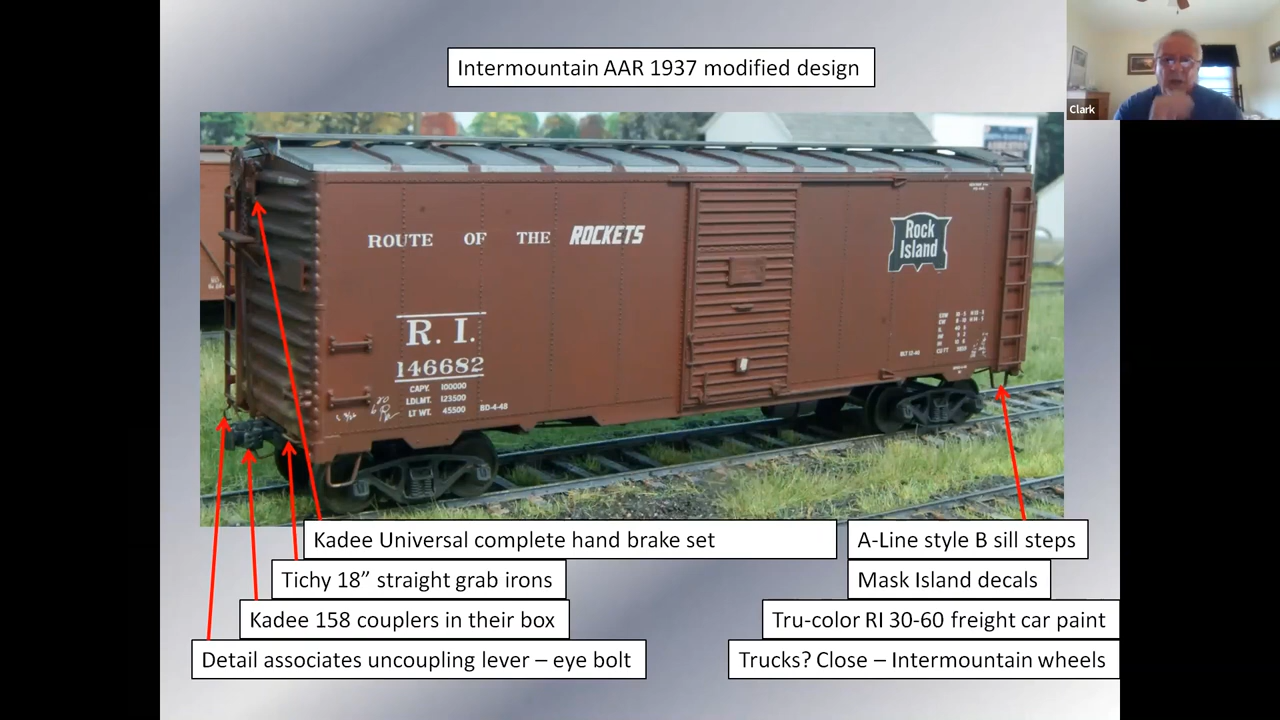 Intermountain AAR 1937 modified design
Clark
ROUTE OF THE ROCKETS
Rock
Island
R. I.
146682
CAPY. 100000
LDLMT. 123500
LT WT. 45500 BD-4-48
Kadee Universal complete hand brake set
A-Line style B sill steps
Tichy 18” straight grab irons
Mask Island decals
Kadee 158 couplers in their box
Tru-color RI 30-60 freight car paint
Detail associates uncoupling lever – eye bolt
Trucks? Close – Intermountain wheels